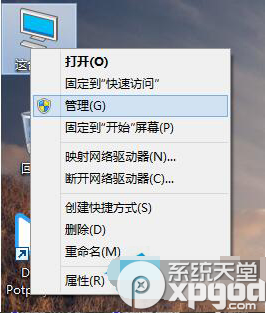 这
打开(O)
固定到"快速访问"
管理(G)
固定到"开始"屏幕(P)
映射网络驱动器(N)...
断开网络驱动器(C)...
创建快捷方式(S)
删除(D)
重命名(M)
属性(R)
回
D
Potp
系统天堂
xpgod
.com